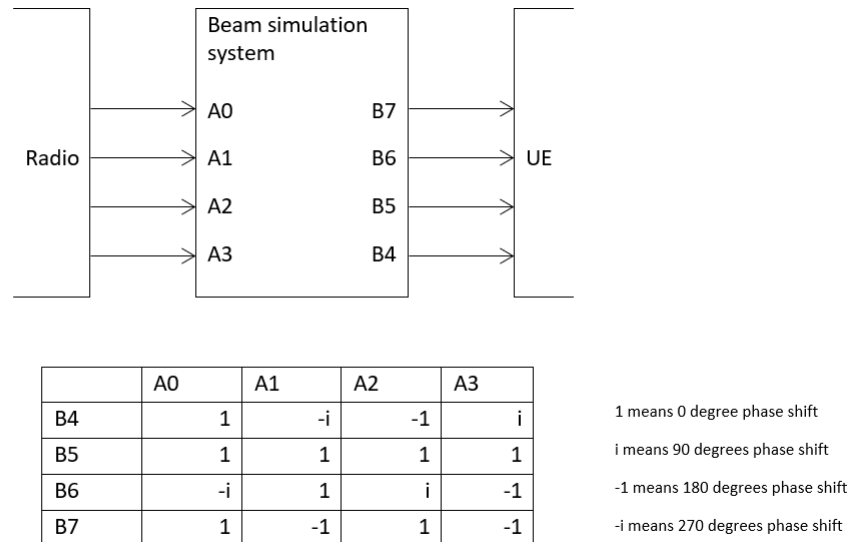 Beam simulation
system
A0 B7
Radio A1 B6 UE
A2 B5
A3 B4
A0 A1 A2 A3
B4 1 -i -1 i
B5 1 1 1 1
B6 -i 1 i -1
B7 1 -1 1 -1
1 means 0 degree phase shift
i means 90 degrees phase shift
-1 means 180 degrees phase shift
-i means 270 degrees phase shift